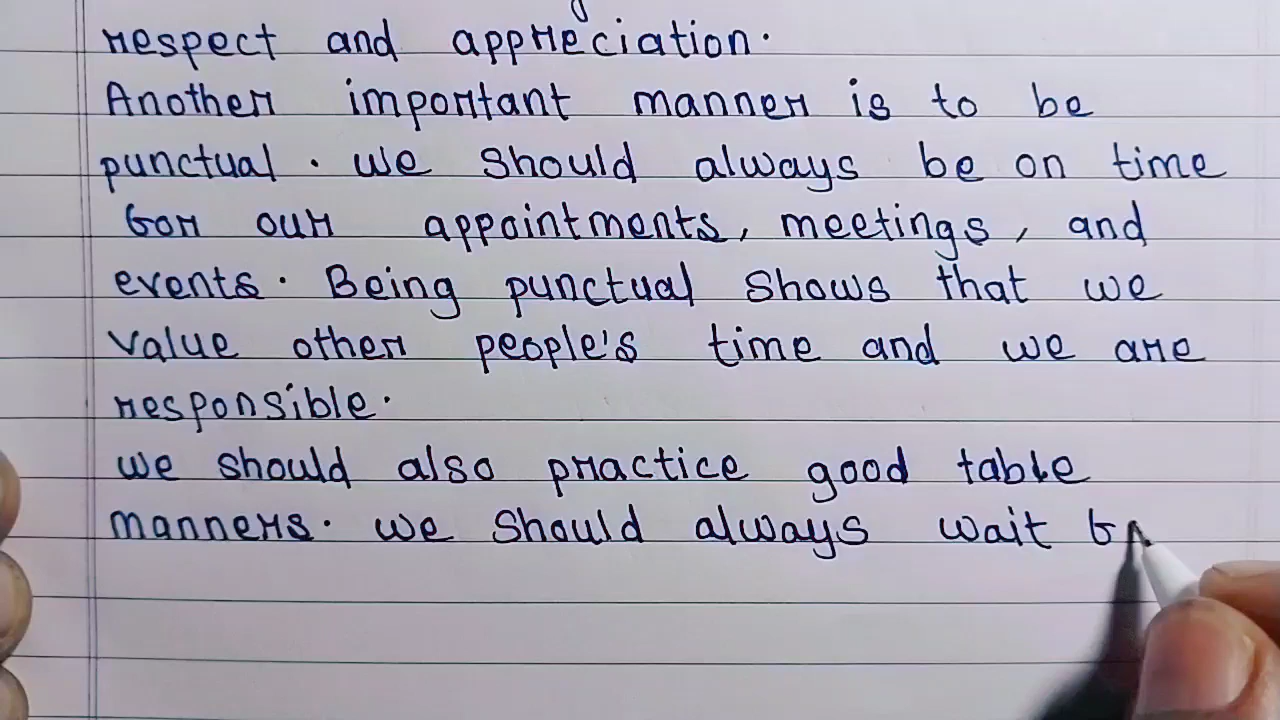 respect and appreciation.
Another important manner is to be
punctual. we should always be on time
for our appointments, meetings, and
events. Being punctual shows that we
value other people's time and we are
responsible.
we should also practice good table
manners. we should always wait